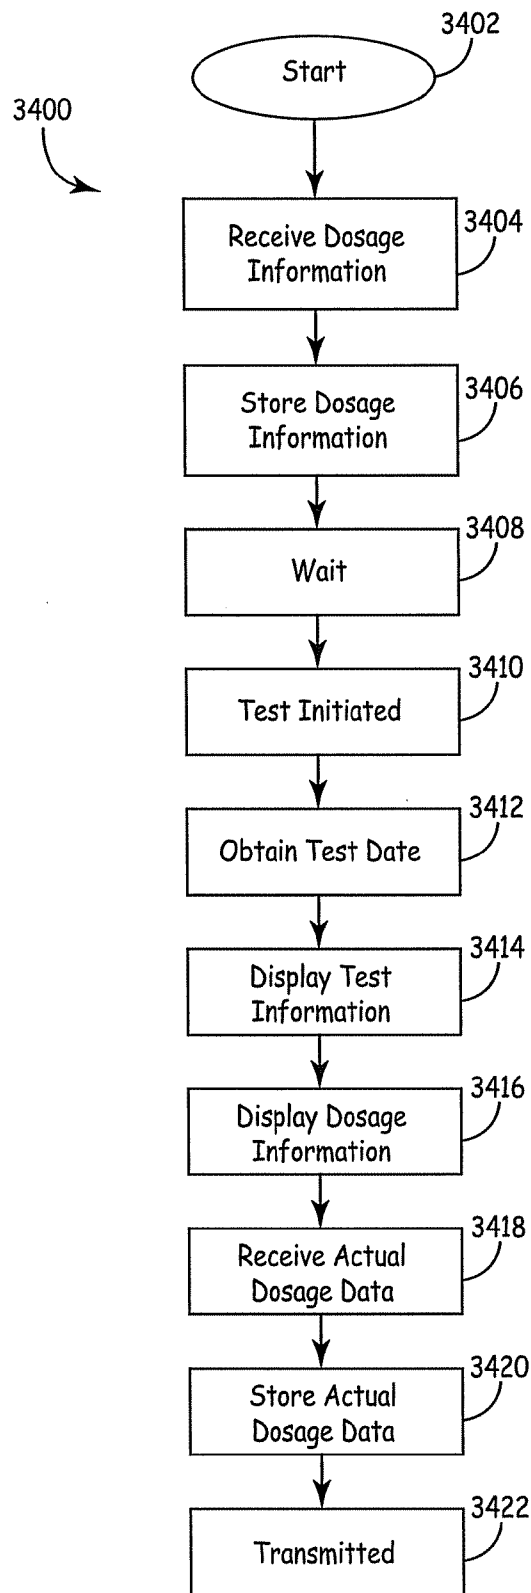 3402
Start
3400
3404
Receive Dosage
Information
3406
Store Dosage
Information
3408
Wait
3410
Test Initiated
3412
Obtain Test Date
3414
Display Test
Information
3416
Display Dosage
Information
3418
Receive Actual
Dosage Data
3420
Store Actual
Dosage Data
3422
Transmitted